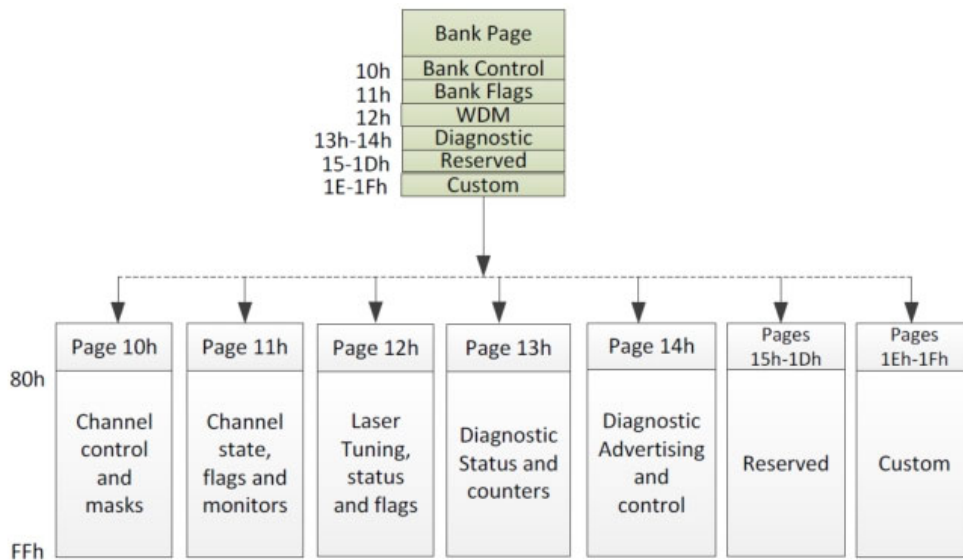 Bank Page
10h Bank Control
11h Bank Flags
12h WDM
13h-14h Diagnostic
15-1Dh Reserved
1E-1Fh Custom
Page 10h
Page 11h
Page 12h
Page 13h
Page 14h
Pages
15h-1Dh
Pages
1Eh-1Fh
80h
Channel
control
and
masks
Channel
state,
flags and
monitors
Laser
Tuning,
status
and flags
Diagnostic
Status and
counters
Diagnostic
Advertising
and
control
Reserved
Custom
FFh